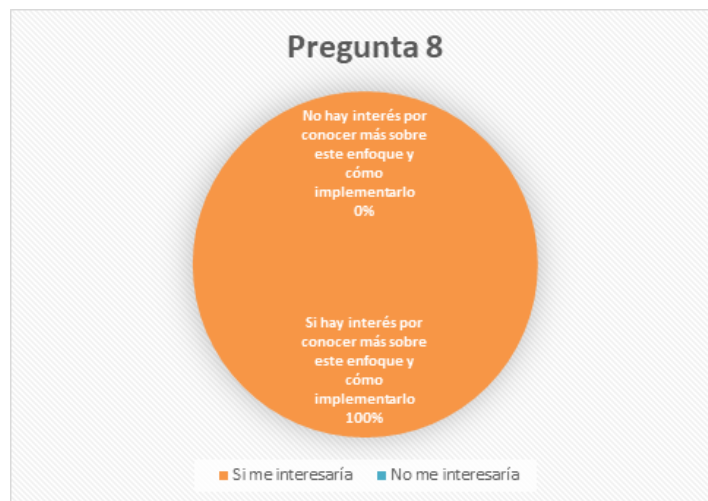 Pregunta 8
No hay interés por
conocer más sobre
este enfoque y
cómo
implementarlo
0%
Si hay interés por
conocer más sobre
este enfoque y
cómo
implementarlo
100%
Si me interesaría No me interesaría